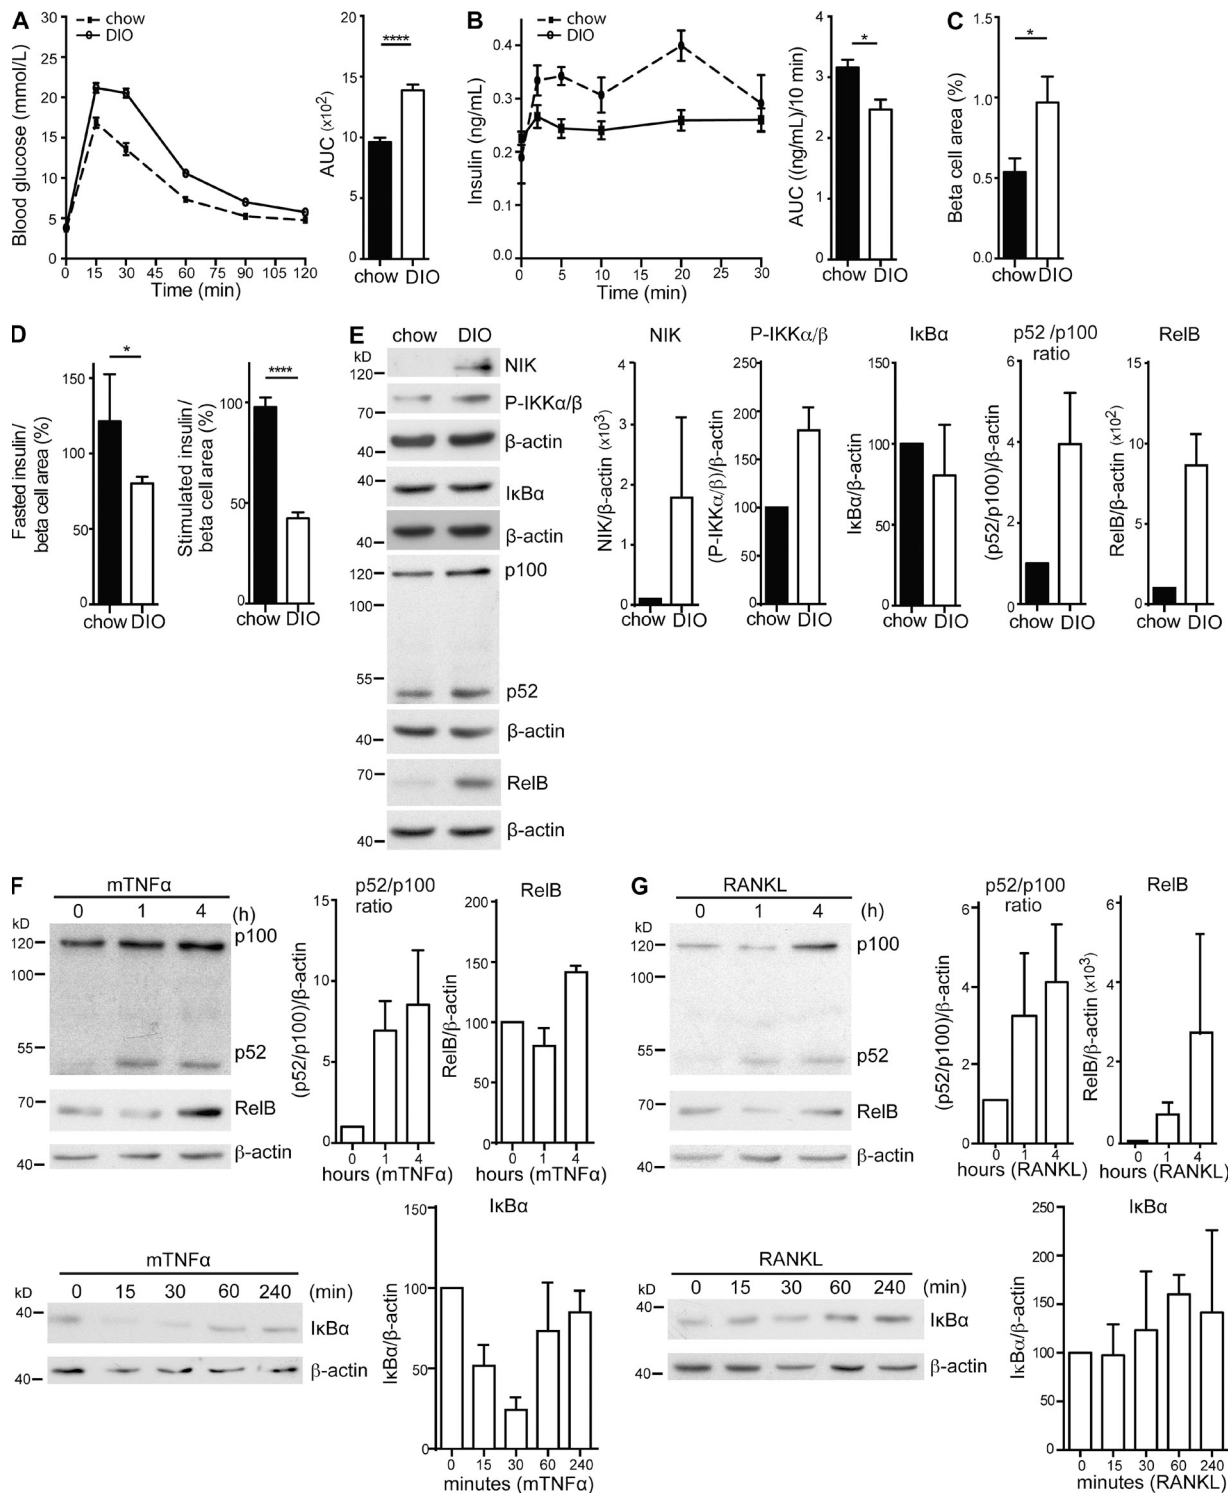 A
chow
DIO
Blood glucose (mmol/L)
30
25
20
15
10
5
0
0 15 30 45 60 75 90 105 120
Time (min)
AUC (x10²)
20
15
10
5
0
****
chow DIO
B
chow
DIO
Insulin (ng/mL)
0.4
0.3
0.2
0.1
0.0
0 5 10 15 20 25 30
Time (min)
AUC ((ng/mL)/10 min)
4
3
2
1
0
*
chow DIO
C
Beta cell area (%)
1.5
1.0
0.5
0.0
*
chow DIO
D
Fasted insulin/
beta cell area (%)
150
100
50
0
*
chow DIO
Stimulated insulin/
beta cell area (%)
100
50
0
****
chow DIO
E
chow DIO
kD
120
NIK
70
P-IKKα/β
40
β-actin
40
IκBα
40
β-actin
120
p100
100
55
p52
40
β-actin
70
RelB
40
β-actin
NIK
NIK/β-actin (x10³)
4
3
2
1
0
chow DIO
P-IKKα/β
(P-IKKα/β)/β-actin
250
200
150
100
50
0
chow DIO
IκBα
IκBα/β-actin
150
100
50
0
chow DIO
p52 /p100
ratio
(p52/p100)/β-actin
6
4
2
0
chow DIO
RelB
RelB/β-actin (x10²)
15
10
5
0
chow DIO
F
mTNFα
0 1 4 (h)
kD
120
p100
100
55
p52
70
RelB
40
β-actin
p52/p100
ratio
(p52/p100)/β-actin
15
10
5
0
0 1 4
hours (mTNFα)
RelB
RelB/β-actin
200
150
100
50
0
0 1 4
hours (mTNFα)
mTNFα
0 15 30 60 240 (min)
kD
40
IκBα
40
β-actin
IκBα
IκBα/β-actin
150
100
50
0
0 15 30 60 240
minutes (mTNFα)
G
RANKL
0 1 4 (h)
kD
120
p100
100
55
p52
70
RelB
40
β-actin
p52/p100
ratio
(p52/p100)/β-actin
6
4
2
0
0 1 4
hours (RANKL)
RelB
RelB/β-actin (x10³)
6
4
2
0
0 1 4
hours (RANKL)
RANKL
0 15 30 60 240 (min)
kD
40
IκBα
40
β-actin
IκBα
IκBα/β-actin
250
200
150
100
50
0
0 15 30 60 240
minutes (RANKL)